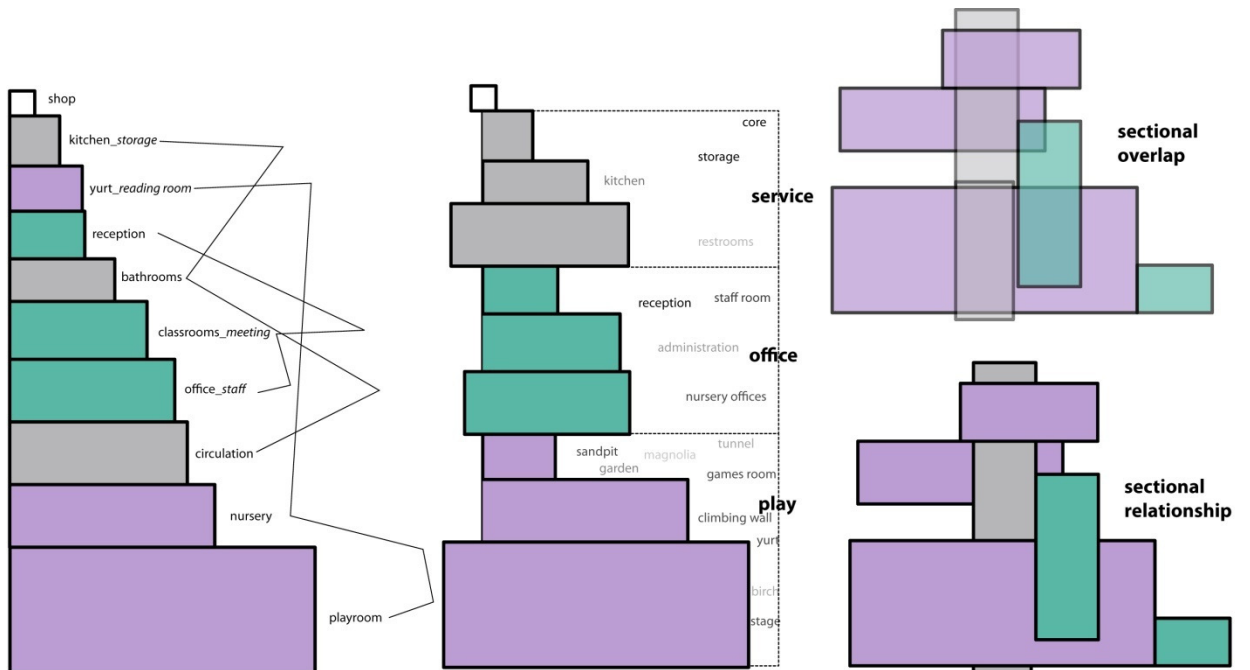 shop
kitchen_storage
yurt_reading room
reception
bathrooms
classrooms_meeting
office_staff
circulation
nursery
playroom
core
storage
kitchen
service
restrooms
staff room
reception
administration
office
nursery offices
tunnel
sandpit
magnolia
garden
games room
play
climbing wall
yurt
birch
stage
sectional
overlap
sectional
relationship